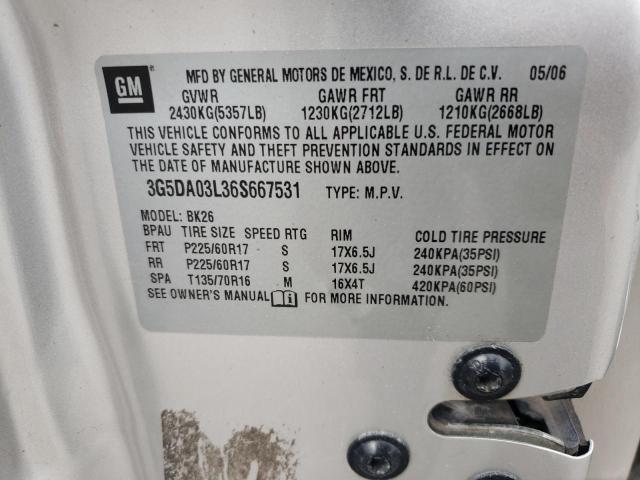 GM
MFD BY GENERAL MOTORS DE MEXICO, S. DE R.L. DE C.V. 05/06
GVWR GAWR FRT GAWR RR
2430KG(5357LB) 1230KG(2712LB) 1210KG(2668LB)
THIS VEHICLE CONFORMS TO ALL APPLICABLE U.S. FEDERAL MOTOR
VEHICLE SAFETY AND THEFT PREVENTION STANDARDS IN EFFECT ON
THE DATE OF MANUFACTURE SHOWN ABOVE.
3G5DA03L36S667531 TYPE: M.P.V.
MODEL: BK26
BPAU TIRE SIZE SPEED RTG RIM COLD TIRE PRESSURE
FRT P225/60R17 S 17X6.5J 240KPA(35PSI)
RR P225/60R17 S 17X6.5J 240KPA(35PSI)
SPA T135/70R16 M 16X4T 420KPA(60PSI)
SEE OWNER'S MANUAL FOR MORE INFORMATION.